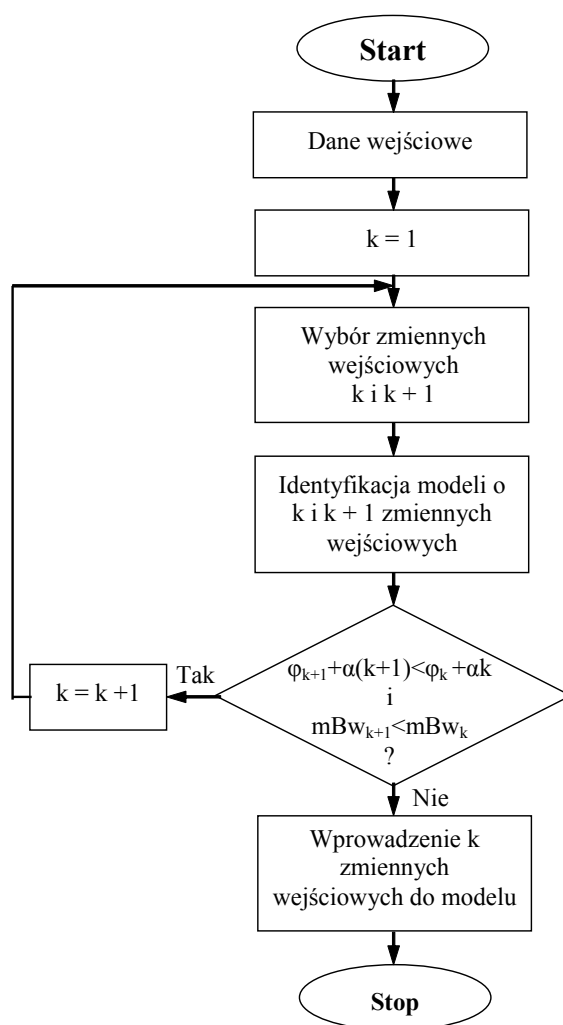 Start
Dane wejściowe
k = 1
Wybór zmiennych
wejściowych
k i k + 1
Identyfikacja modeli o
k i k + 1 zmiennych
wejściowych
φₖ₊₁+α(k+1)<φₖ +αk
i
mBwₖ₊₁<mBwₖ
?
Tak
k = k +1
Nie
Wprowadzenie k
zmiennych
wejściowych do modelu
Stop